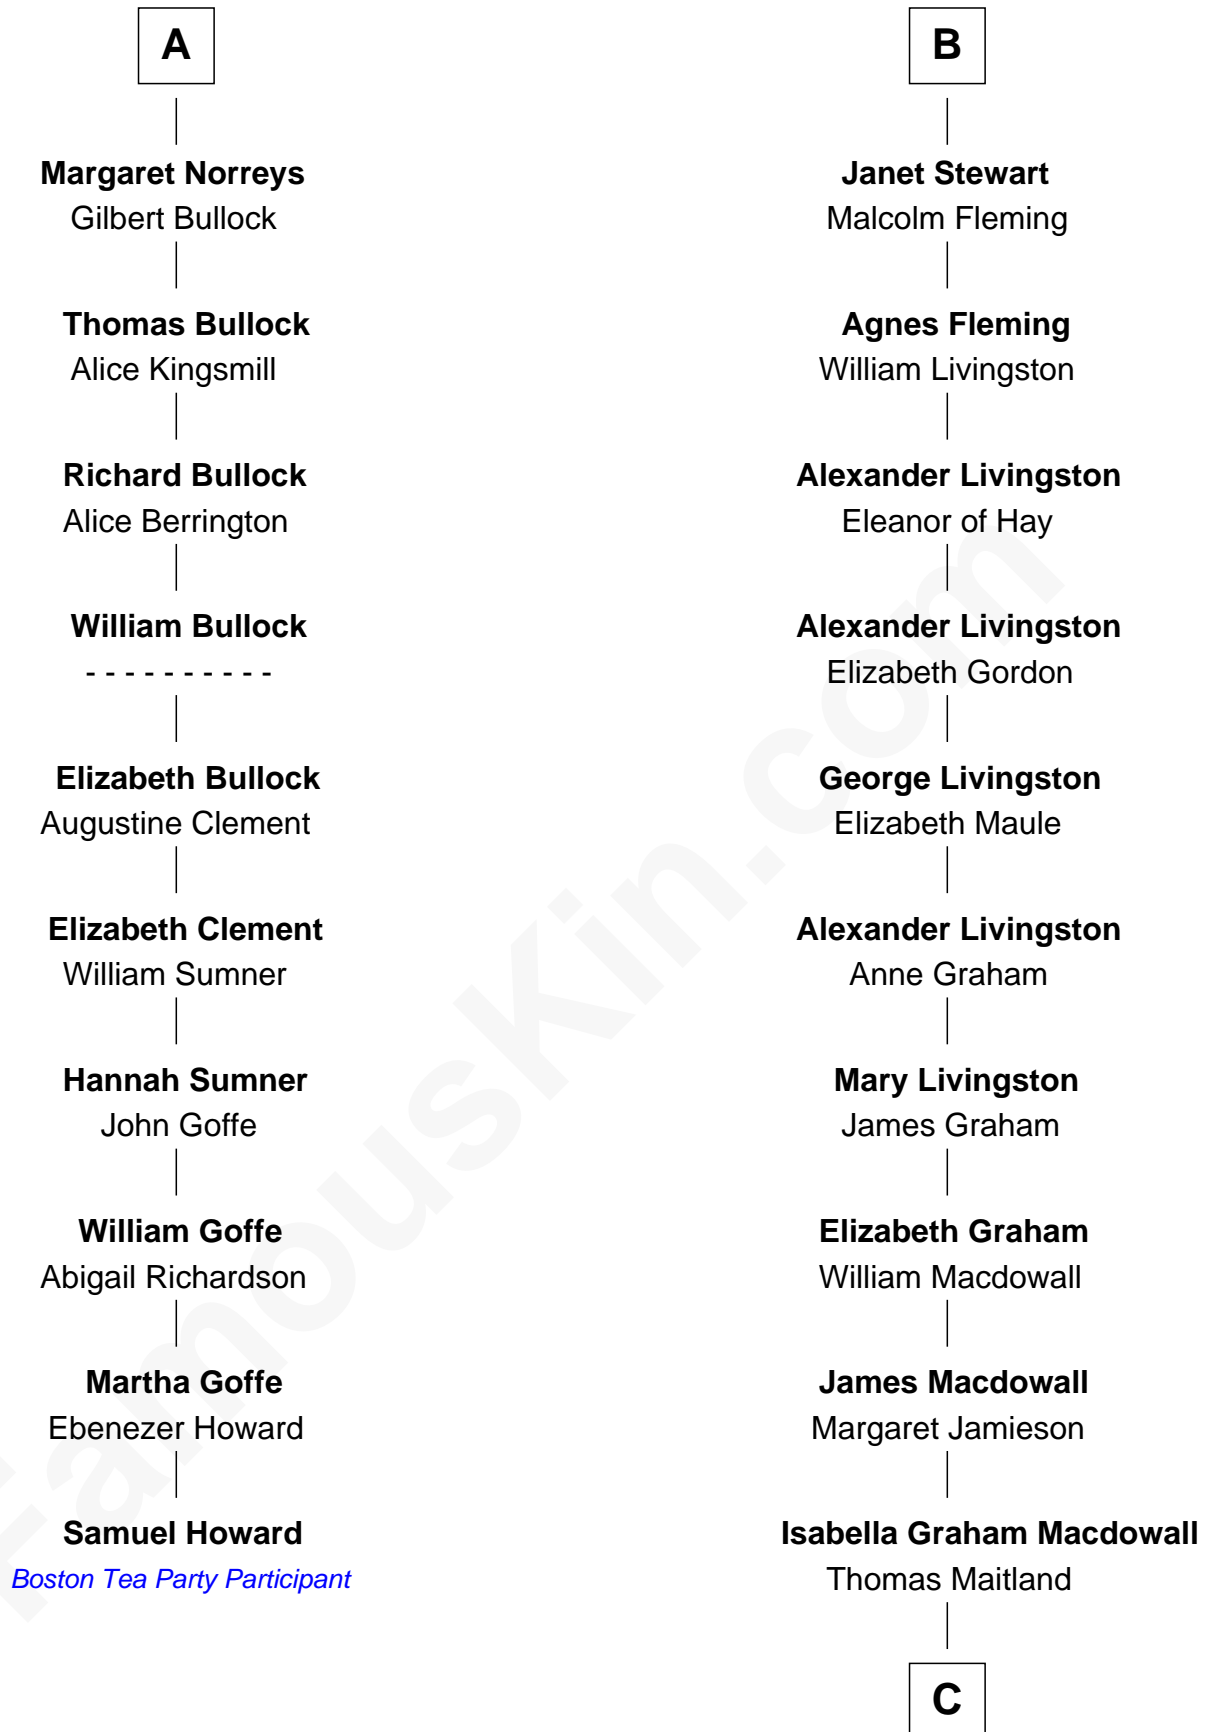 A
Margaret Norreys
Gilbert Bullock
Thomas Bullock
Alice Kingsmill
Richard Bullock
Alice Berrington
William Bullock
- - - - - - - - - -
Elizabeth Bullock
Augustine Clement
Elizabeth Clement
William Sumner
Hannah Sumner
John Goffe
William Goffe
Abigail Richardson
Martha Goffe
Ebenezer Howard
Samuel Howard
Boston Tea Party Participant
B
Janet Stewart
Malcolm Fleming
Agnes Fleming
William Livingston
Alexander Livingston
Eleanor of Hay
Alexander Livingston
Elizabeth Gordon
George Livingston
Elizabeth Maule
Alexander Livingston
Anne Graham
Mary Livingston
James Graham
Elizabeth Graham
William Macdowall
James Macdowall
Margaret Jamieson
Isabella Graham Macdowall
Thomas Maitland
C
FamousKin.com